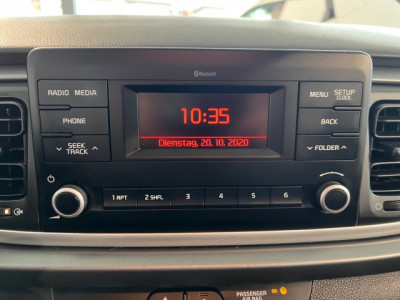 Bluetooth
RADIO MEDIA
MENU SETUP
CLOCK
10:35
PHONE
BACK
Dienstag, 20. 10. 2020
SEEK
TRACK
FOLDER
1 RPT 2 SHFL 3 4 5 6
PASSENGER
AIR BAG